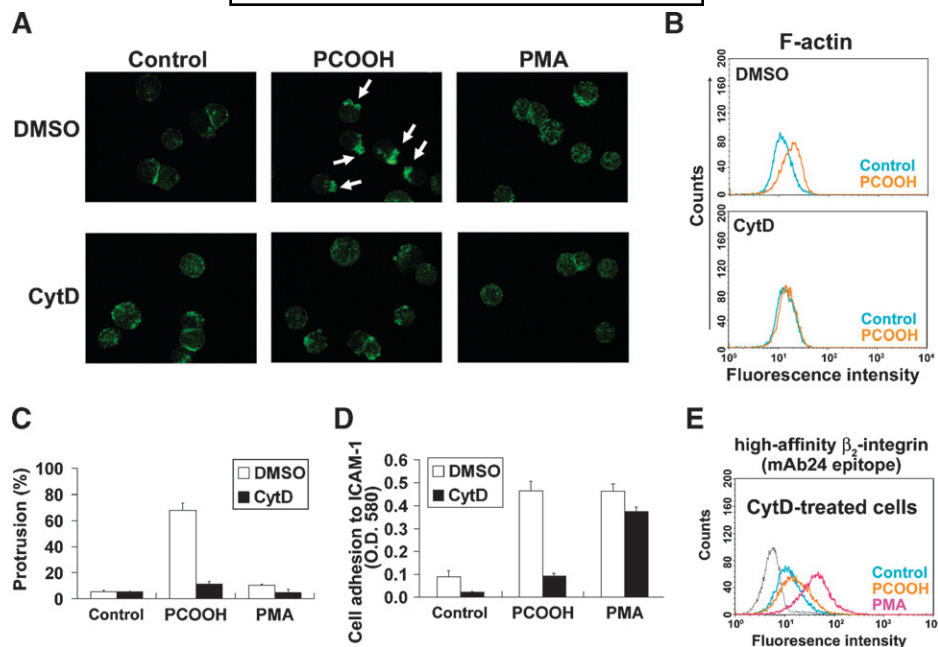 A
Control PCOOH PMA
DMSO
CytD
B
F-actin
DMSO
Control
PCOOH
CytD
Control
PCOOH
Counts
0 40 80 120 160 200
0 40 80 120 160 200
10⁰ 10¹ 10² 10³ 10⁴
Fluorescence intensity
C
Protrusion (%)
100
80
60
40
20
0
DMSO
CytD
Control PCOOH PMA
D
Cell adhesion to ICAM-1
(O.D. 580)
0.6
0.5
0.4
0.3
0.2
0.1
0.0
DMSO
CytD
Control PCOOH PMA
E
high-affinity β₂-integrin
(mAb24 epitope)
CytD-treated cells
Counts
0 40 80 120 160 200
Control
PCOOH
PMA
10⁰ 10¹ 10² 10³
Fluoresence intensity